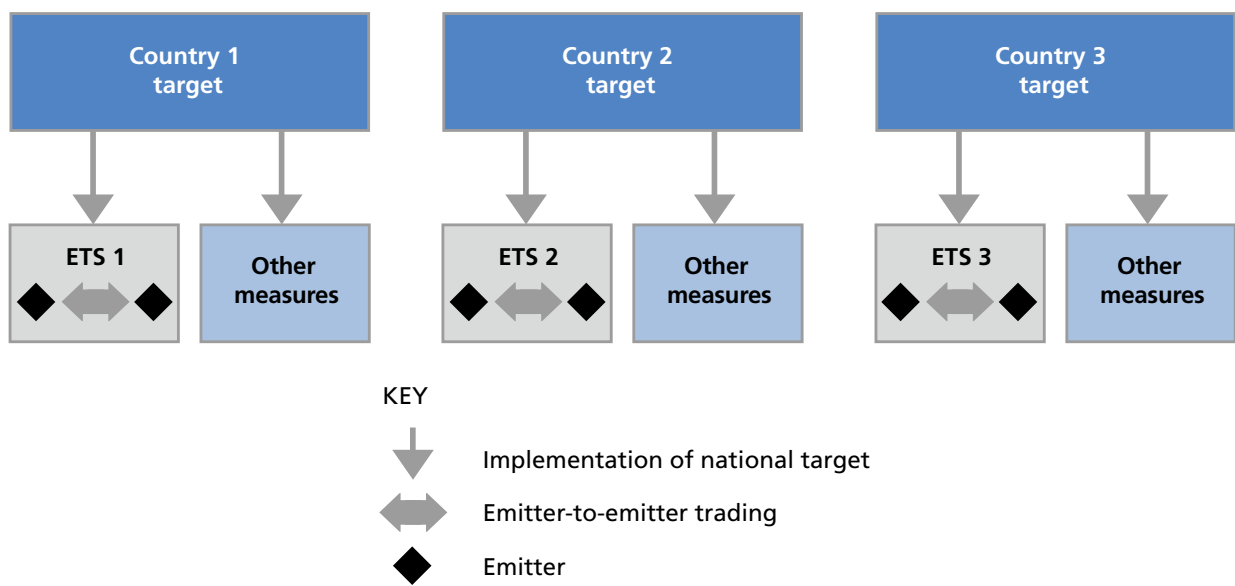 Country 1
target
Country 2
target
Country 3
target
ETS 1
Other
measures
ETS 2
Other
measures
ETS 3
Other
measures
KEY
Implementation of national target
Emitter-to-emitter trading
Emitter